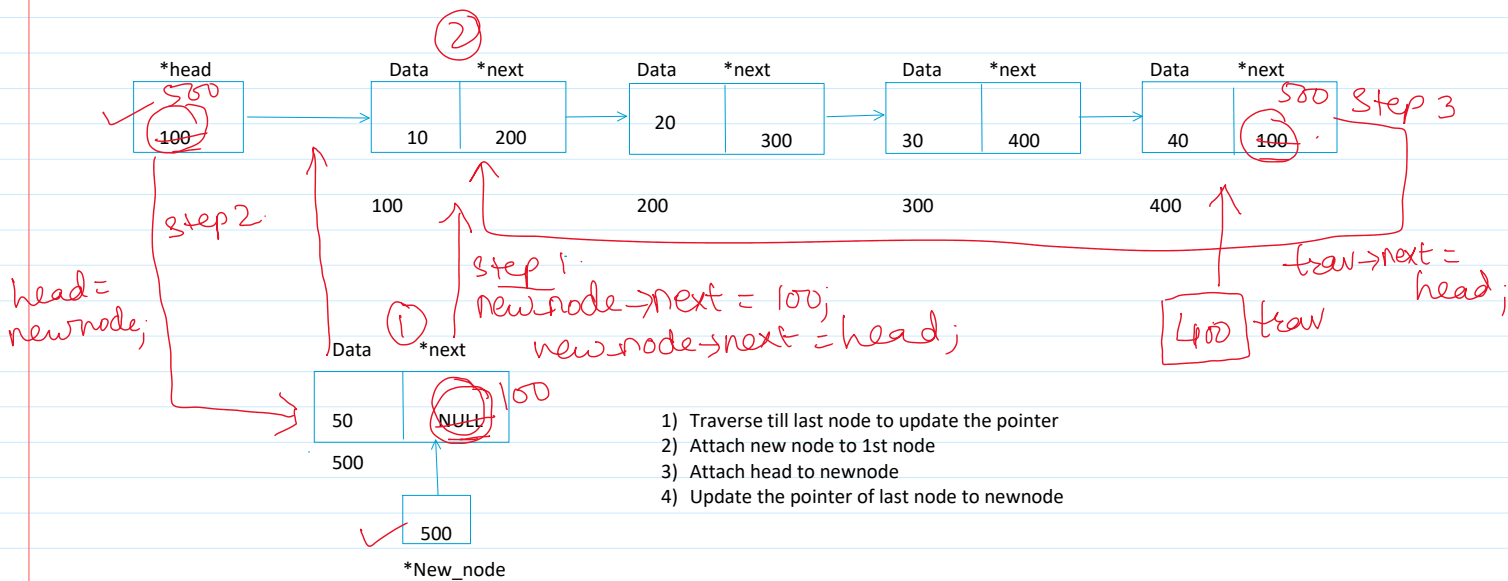 2
*head
Data *next
Data *next
Data *next
Data *next
500
100
10 200
20 300
30 400
40 100
500
step 3
100
200
300
400
step 2
head =
newnode;
step 1.
newnode->next = 100;
newnode->next = head;
trav->next =
head;
400 trav
1
Data *next
50 NULL 100
500
500
*New_node
1) Traverse till last node to update the pointer
2) Attach new node to 1st node
3) Attach head to newnode
4) Update the pointer of last node to newnode